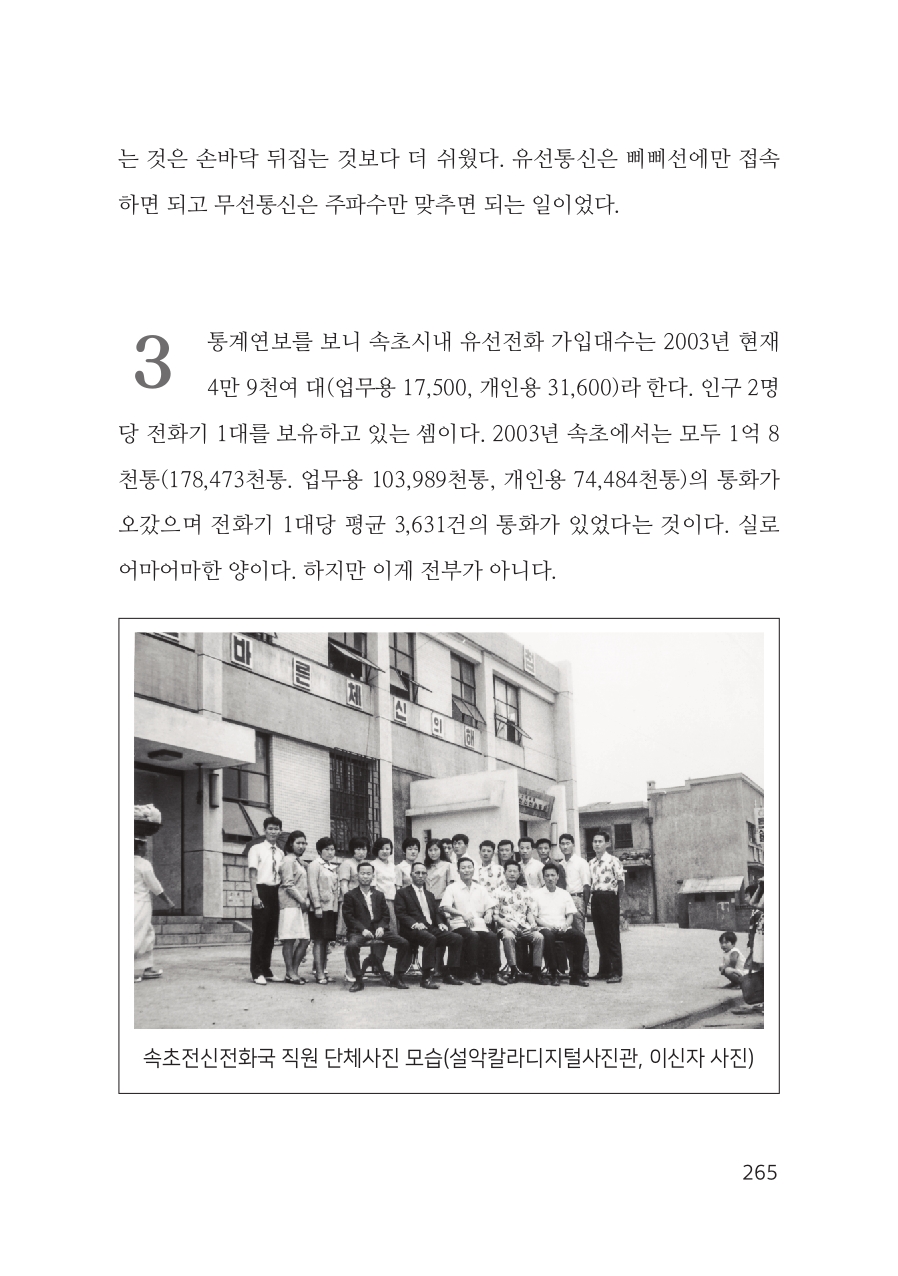 는 것은 손바닥 뒤집는 것보다 더 쉬웠다. 유선통신은 삐삐선에만 접속
하면 되고 무선통신은 주파수만 맞추면 되는 일이었다.
3
통계연보를 보니 속초시내 유선전화 가입대수는 2003년 현재
4만 9천여 대(업무용 17,500, 개인용 31,600)라 한다. 인구 2명
당 전화기 1대를 보유하고 있는 셈이다. 2003년 속초에서는 모두 1억 8
천통(178,473천통. 업무용 103,989천통, 개인용 74,484천통)의 통화가
오갔으며 전화기 1대당 평균 3,631건의 통화가 있었다는 것이다. 실로
어마어마한 양이다. 하지만 이게 전부가 아니다.
바른체신의해
속초전신전화국 직원 단체사진 모습(설악칼라디지털사진관, 이신자 사진)
265